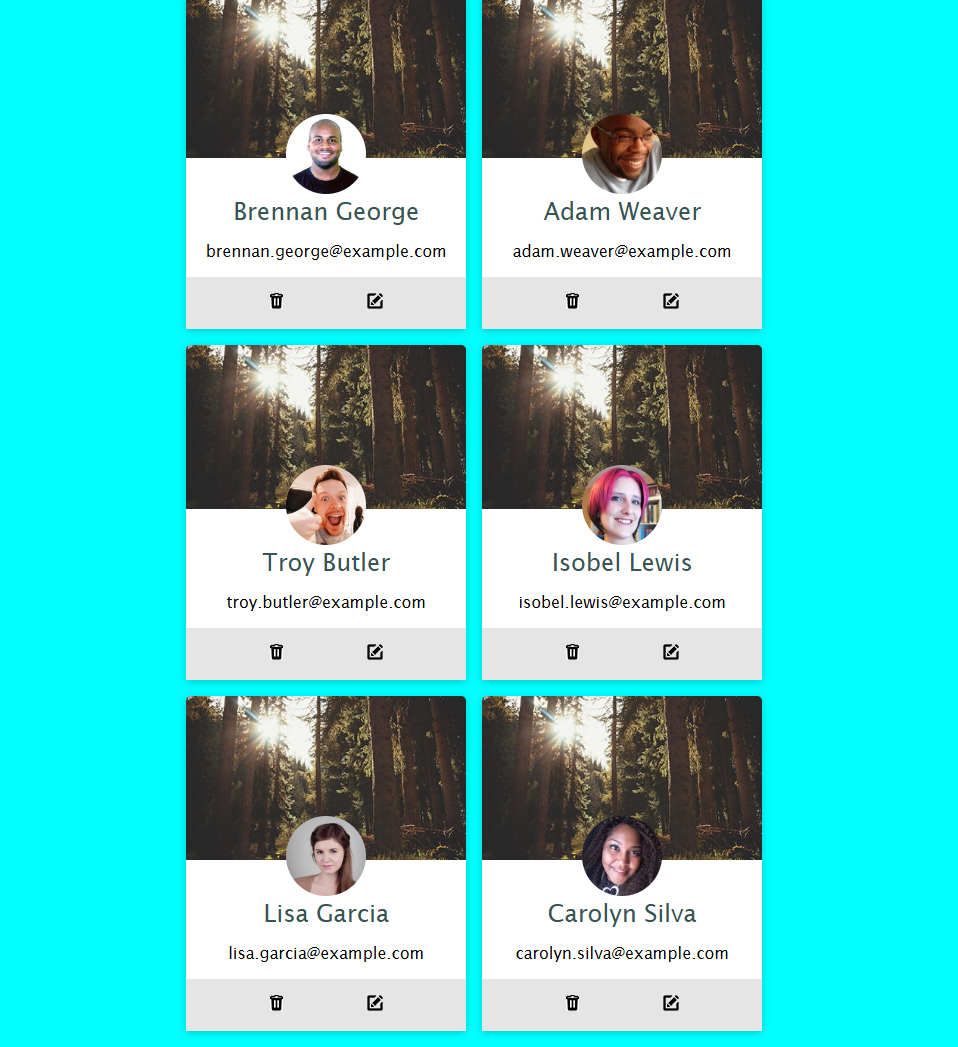 Brennan George
brennan.george@example.com
Adam Weaver
adam.weaver@example.com
Troy Butler
troy.butler@example.com
Isobel Lewis
isobel.lewis@example.com
Lisa Garcia
lisa.garcia@example.com
Carolyn Silva
carolyn.silva@example.com